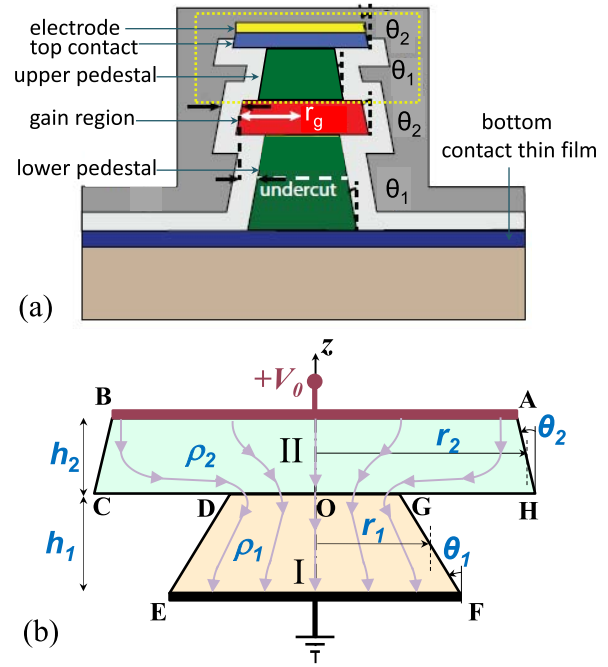 electrode
θ₂
top contact
upper pedestal
θ₁
gain region
r_g
θ₂
bottom
contact thin film
lower pedestal
undercut
θ₁
(a)
z
+V₀
B
A
h₂
ρ₂
II
r₂
θ₂
C
D
O
G
H
h₁
ρ₁
I
r₁
θ₁
E
F
(b)